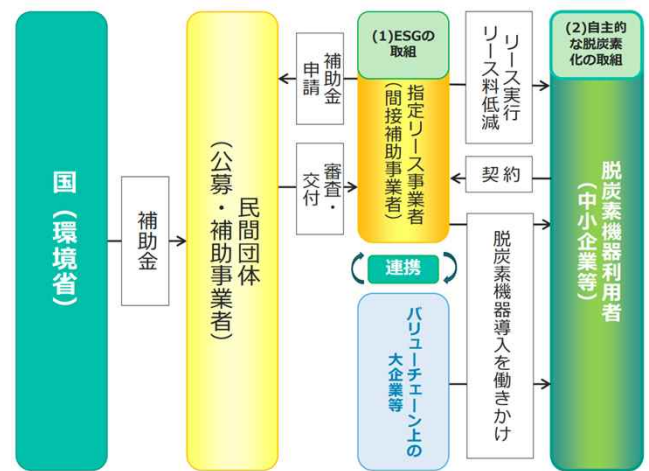 国（環境省）
補助金
民間団体
（公募・補助事業者）
補助金
申請
審査・
交付
(1)ESGの
取組
指定リース事業者
（間接補助事業者）
連携
バリューチェーン上の
大企業等
リース実行
リース料低減
契約
脱炭素機器導入を働きかけ
(2)自主的
な脱炭素
化の取組
脱炭素機器利用者
（中小企業等）